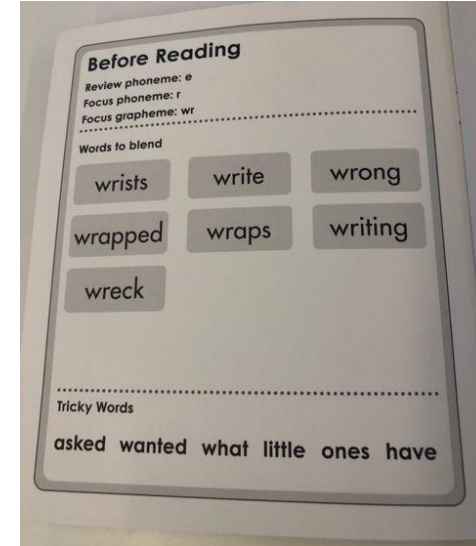 Before Reading
Review phoneme: e
Focus phoneme: r
Focus grapheme: wr
Words to blend
wrists write wrong
wrapped wraps writing
wreck
Tricky Words
asked wanted what little ones have